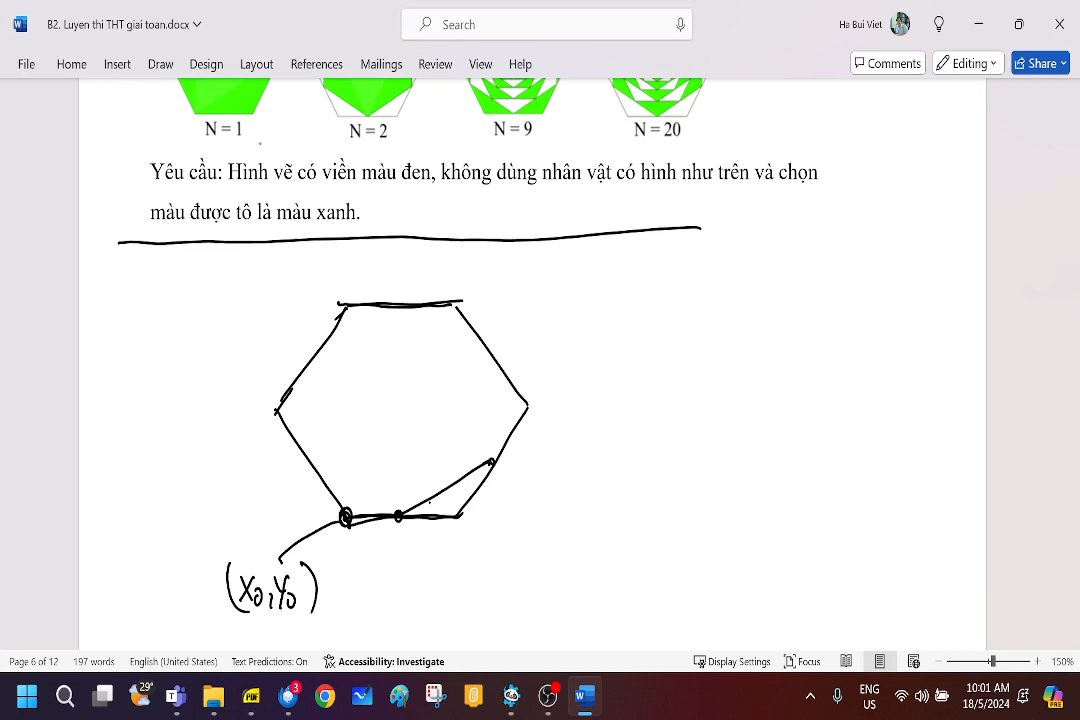 B2. Luyen thi THT giai toan.docx
Search
Ha Bui Viet
File Home Insert Draw Design Layout References Mailings Review View Help
Comments Editing Share
N = 1 N = 2 N = 9 N = 20
Yêu cầu: Hình vẽ có viền màu đen, không dùng nhân vật có hình như trên và chọn
màu được tô là màu xanh.
(x0, y0)
Page 6 of 12 197 words English (United States) Text Predictions: On Accessibility: Investigate Display Settings Focus 150%
29° 3 PDF ENG 10:01 AM PRE
US 18/5/2024